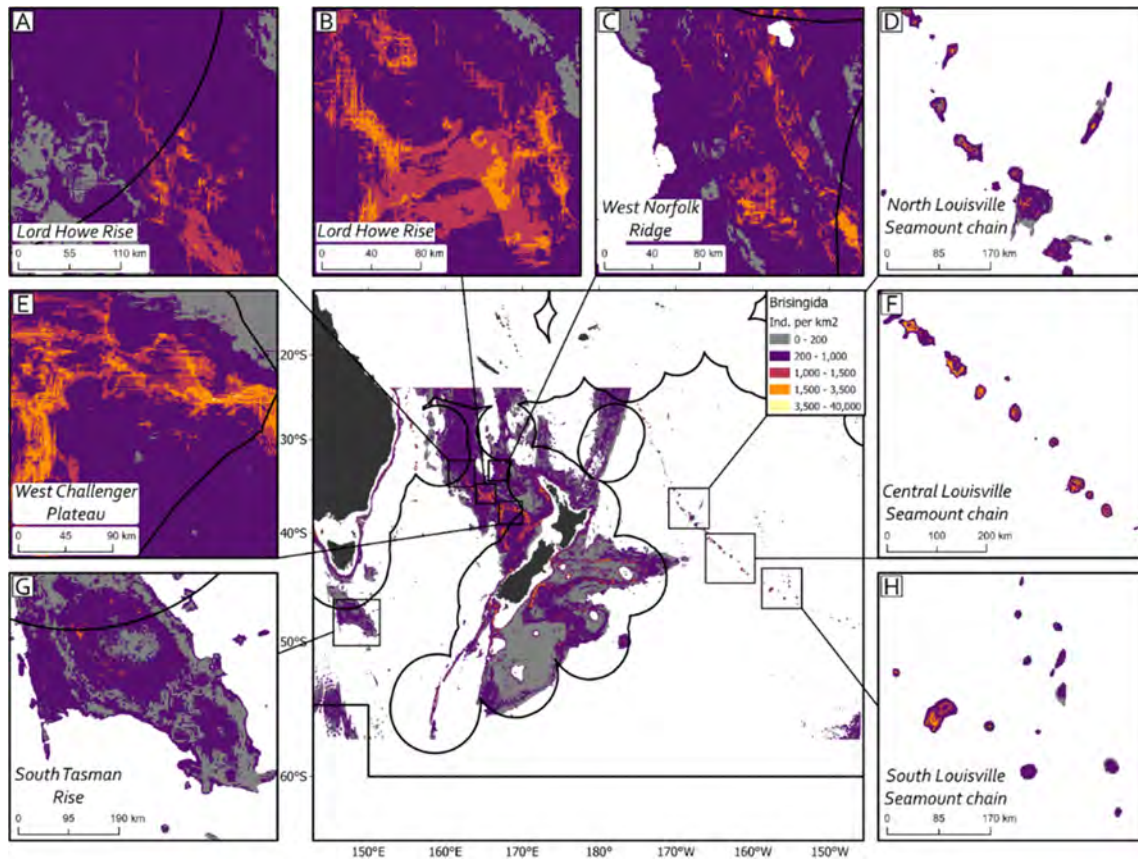 A
Lord Howe Rise
0 55 110 km
B
Lord Howe Rise
0 40 80 km
C
West Norfolk
Ridge
0 40 80 km
D
North Louisville
Seamount chain
0 85 170 km
E
West Challenger
Plateau
0 45 90 km
Brisingida
Ind. per km2
0 - 200
200 - 1,000
1,000 - 1,500
1,500 - 3,500
3,500 - 40,000
20°S
30°S
40°S
50°S
60°S
150°E 160°E 170°E 180° 170°W 160°W 150°W
F
Central Louisville
Seamount chain
0 100 200 km
G
South Tasman
Rise
0 95 190 km
H
South Louisville
Seamount chain
0 85 170 km